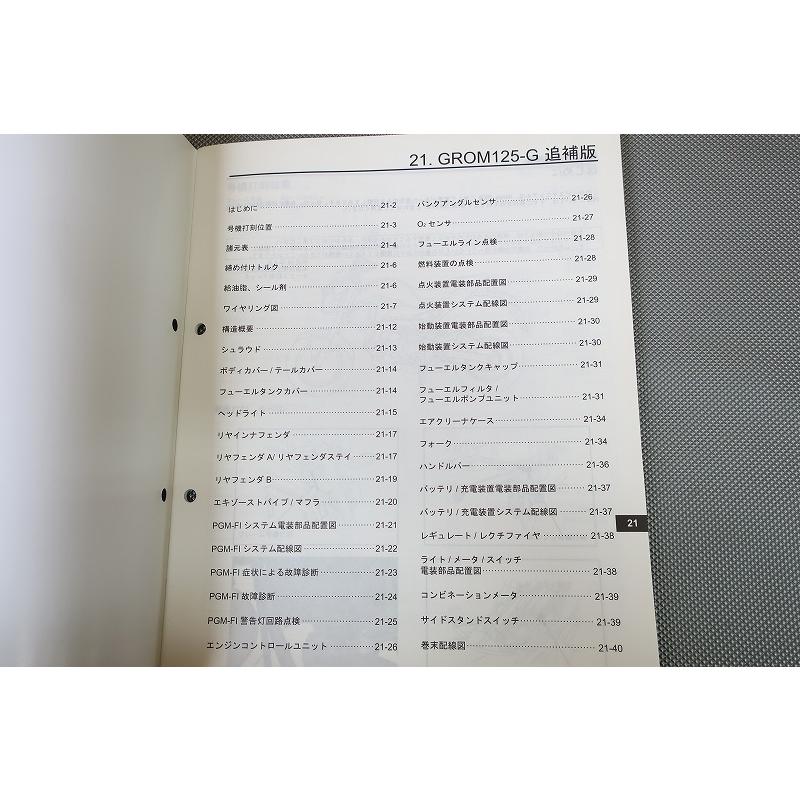 21. GROM125-G 追補版
はじめに 21-2
号機打刻位置 21-3
諸元表 21-4
締め付けトルク 21-6
給油脂、シール剤 21-6
ワイヤリング図 21-7
構造概要 21-12
シュラウド 21-13
ボディカバー / テールカバー 21-14
フューエルタンクカバー 21-14
ヘッドライト 21-15
リヤインナフェンダ 21-17
リヤフェンダ A/ リヤフェンダステイ 21-17
リヤフェンダ B 21-19
エキゾーストパイプ / マフラ 21-20
PGM-FI システム電装部品配置図 21-21
PGM-FI システム配線図 21-22
PGM-FI 症状による故障診断 21-23
PGM-FI 故障診断 21-24
PGM-FI 警告灯回路点検 21-25
エンジンコントロールユニット 21-26
バンクアングルセンサ 21-26
O₂ センサ 21-27
フューエルライン点検 21-28
燃料装置の点検 21-28
点火装置電装部品配置図 21-29
点火装置システム配線図 21-29
始動装置電装部品配置図 21-30
始動装置システム配線図 21-30
フューエルタンクキャップ 21-31
フューエルフィルタ /
フューエルポンプユニット 21-31
エアクリーナケース 21-34
フォーク 21-34
ハンドルバー 21-36
バッテリ / 充電装置電装部品配置図 21-37
バッテリ / 充電装置システム配線図 21-37
レギュレート / レクチファイヤ 21-38
ライト / メータ / スイッチ
電装部品配置図 21-38
コンビネーションメータ 21-39
サイドスタンドスイッチ 21-39
巻末配線図 21-40
21